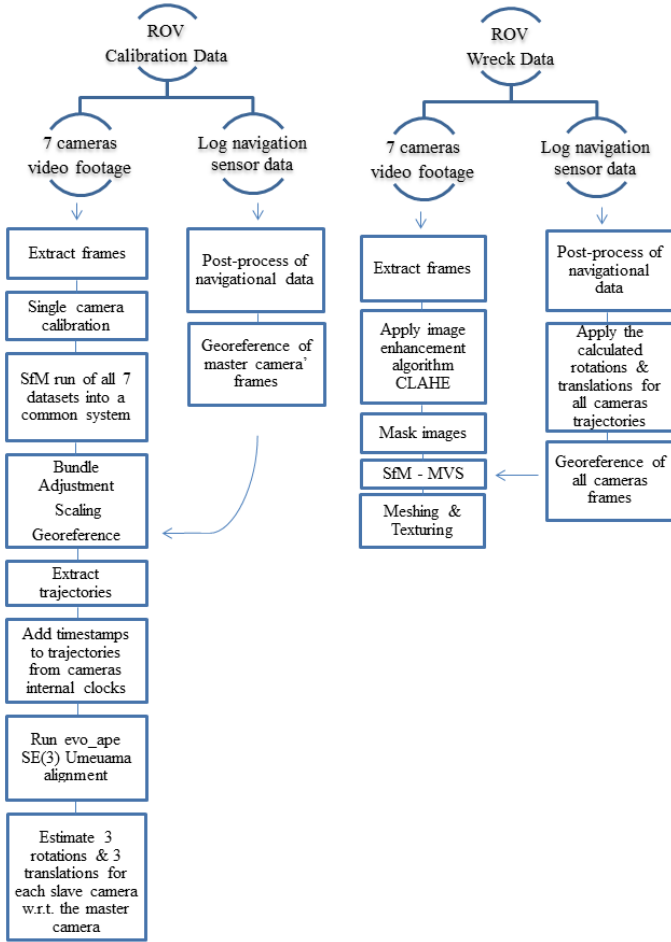 ROV
Calibration Data
7 cameras
video footage
Log navigation
sensor data
Extract frames
Single camera
calibration
SfM run of all 7
datasets into a
common system
Bundle
Adjustment
Scaling
Georeference
Extract
trajectories
Add timestamps
to trajectories
from cameras
internal clocks
Run evo_ape
SE(3) Umeuama
alignment
Estimate 3
rotations & 3
translations for
each slave camera
w.r.t. the master
camera
Post-process of
navigational data
Georeference of
master camera’
frames
ROV
Wreck Data
7 cameras
video footage
Log navigation
sensor data
Extract frames
Apply image
enhancement
algorithm
CLAHE
Mask images
SfM - MVS
Meshing &
Texturing
Post-process of
navigational
data
Apply the
calculated
rotations &
translations for
all cameras
trajectories
Georeference of
all cameras
frames